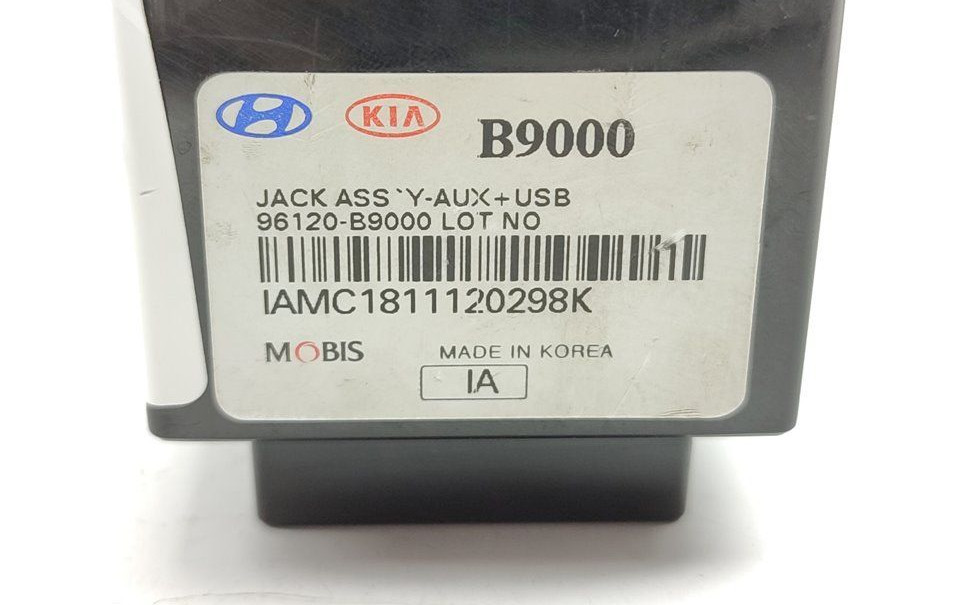 KIA
B9000
JACK ASS`Y-AUX+USB
96120-B9000 LOT NO
IAMC1811120298K
MOBIS
MADE IN KOREA
IA